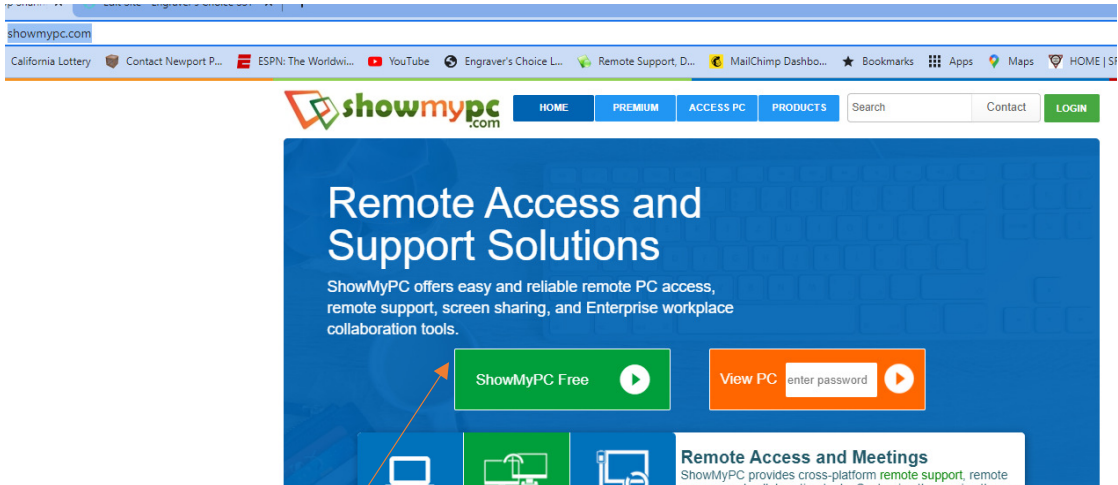 showmypc.com
California Lottery Contact Newport P... ESPN: The Worldwi... YouTube Engraver's Choice L... Remote Support, D... MailChimp Dashbo... Bookmarks Apps Maps HOME | SP
showmypc
.com
HOME PREMIUM ACCESS PC PRODUCTS Search Contact LOGIN
Remote Access and
Support Solutions
ShowMyPC offers easy and reliable remote PC access,
remote support, screen sharing, and Enterprise workplace
collaboration tools.
ShowMyPC Free View PC enter password
Remote Access and Meetings
ShowMyPC provides cross-platform remote support, remote